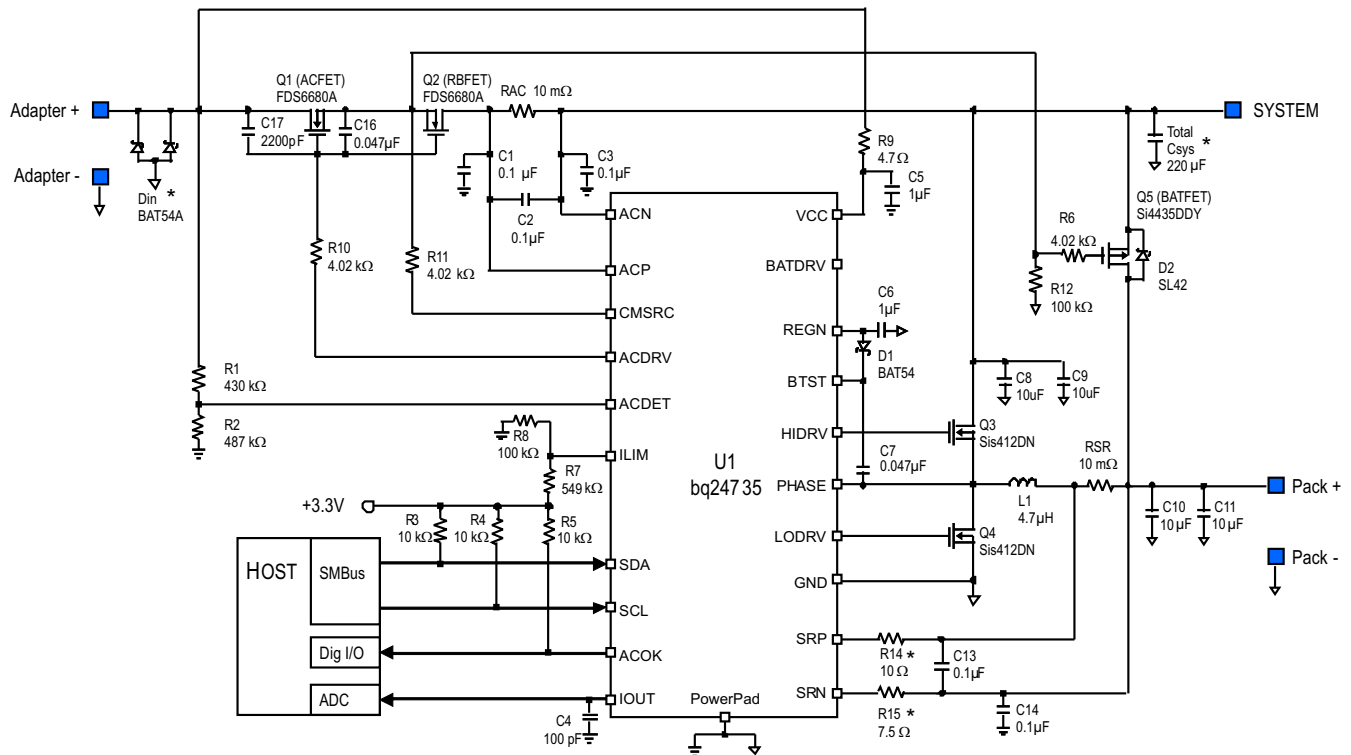 Adapter +
Adapter -
Din *
BAT54A
Q1 (ACFET)
FDS6680A
C17
2200pF
C16
0.047µF
Q2 (RBFET)
FDS6680A
RAC 10 mΩ
C1
0.1 µF
C3
0.1µF
C2
0.1µF
R10
4.02 kΩ
R11
4.02 kΩ
R1
430 kΩ
R2
487 kΩ
R8
100 kΩ
R7
549 kΩ
+3.3V
R3
10 kΩ
R4
10 kΩ
R5
10 kΩ
HOST
SMBus
Dig I/O
ADC
C4
100 pF
ACN
ACP
CMSRC
ACDRV
ACDET
ILIM
SDA
SCL
ACOK
IOUT
U1
bq24735
PowerPad
VCC
BATDRV
REGN
BTST
HIDRV
PHASE
LODRV
GND
SRP
SRN
R9
4.7Ω
C5
1µF
C6
1µF
D1
BAT54
C7
0.047µF
R14 *
10 Ω
R15 *
7.5 Ω
C13
0.1µF
C14
0.1µF
Q3
Sis412DN
Q4
Sis412DN
L1
4.7µH
RSR
10 mΩ
C8
10uF
C9
10uF
R6
4.02 kΩ
R12
100 kΩ
Q5 (BATFET)
Si4435DDY
D2
SL42
Total
Csys *
220 µF
SYSTEM
C10
10µF
C11
10µF
Pack +
Pack -